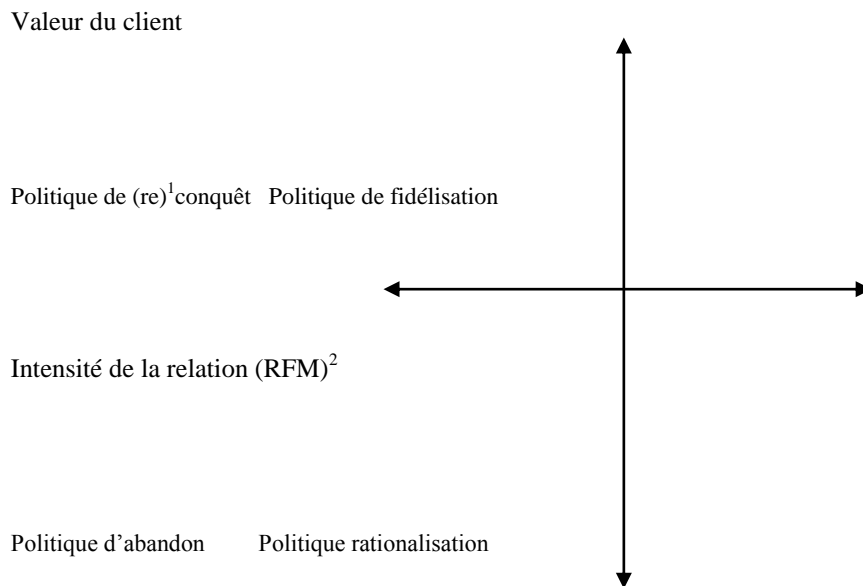 Valeur du client
Politique de (re)¹conquêt Politique de fidélisation
Intensité de la relation (RFM)²
Politique d’abandon Politique rationalisation